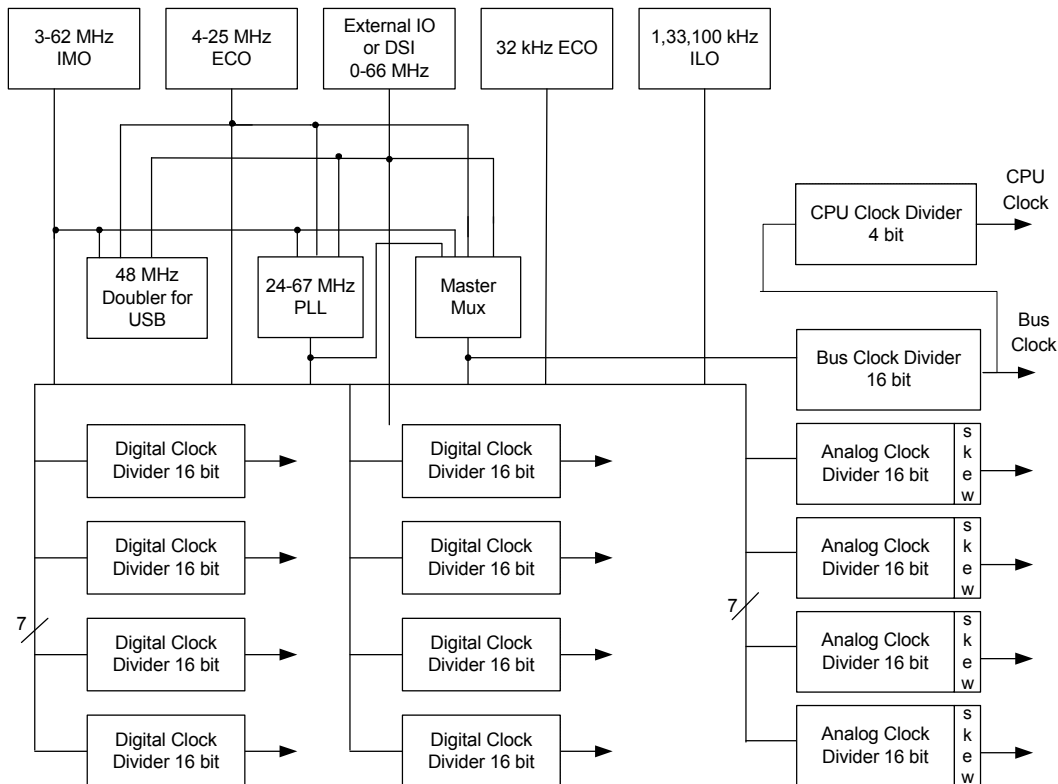 3-62 MHz
IMO
4-25 MHz
ECO
External IO
or DSI
0-66 MHz
32 kHz ECO
1,33,100 kHz
ILO
CPU
Clock
CPU Clock Divider
4 bit
48 MHz
Doubler for
USB
24-67 MHz
PLL
Master
Mux
Bus
Clock
Bus Clock Divider
16 bit
7
Digital Clock
Divider 16 bit
Digital Clock
Divider 16 bit
Digital Clock
Divider 16 bit
Digital Clock
Divider 16 bit
Digital Clock
Divider 16 bit
Digital Clock
Divider 16 bit
Digital Clock
Divider 16 bit
Digital Clock
Divider 16 bit
7
Analog Clock
Divider 16 bit
s
k
e
w
Analog Clock
Divider 16 bit
s
k
e
w
Analog Clock
Divider 16 bit
s
k
e
w
Analog Clock
Divider 16 bit
s
k
e
w